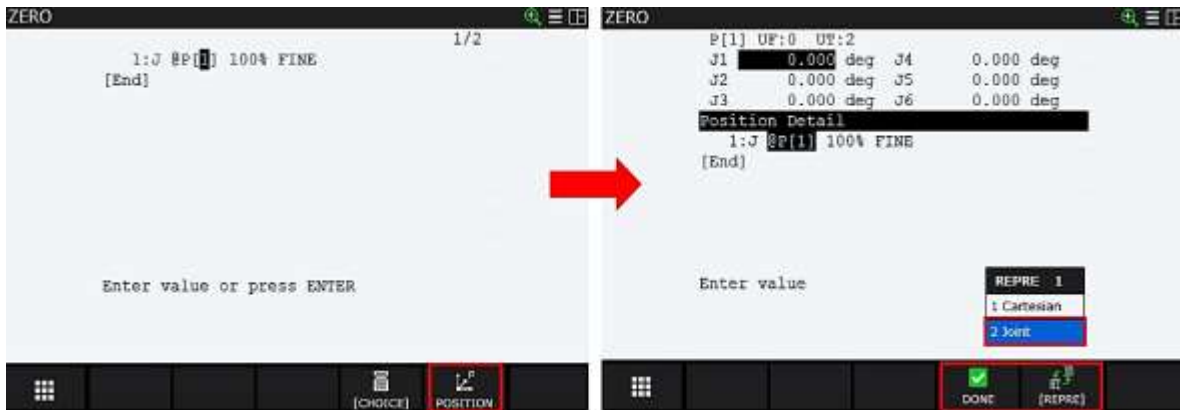 ZERO
1/2
1:J @P[1] 100% FINE
[End]
Enter value or press ENTER
[CHOICE]
POSITION
ZERO
P[1] UF:0 UT:2
J1 0.000 deg J4 0.000 deg
J2 0.000 deg J5 0.000 deg
J3 0.000 deg J6 0.000 deg
Position Detail
1:J @P[1] 100% FINE
[End]
Enter value
REPRE 1
1 Cartesian
2 Joint
DONE
[REPRE]